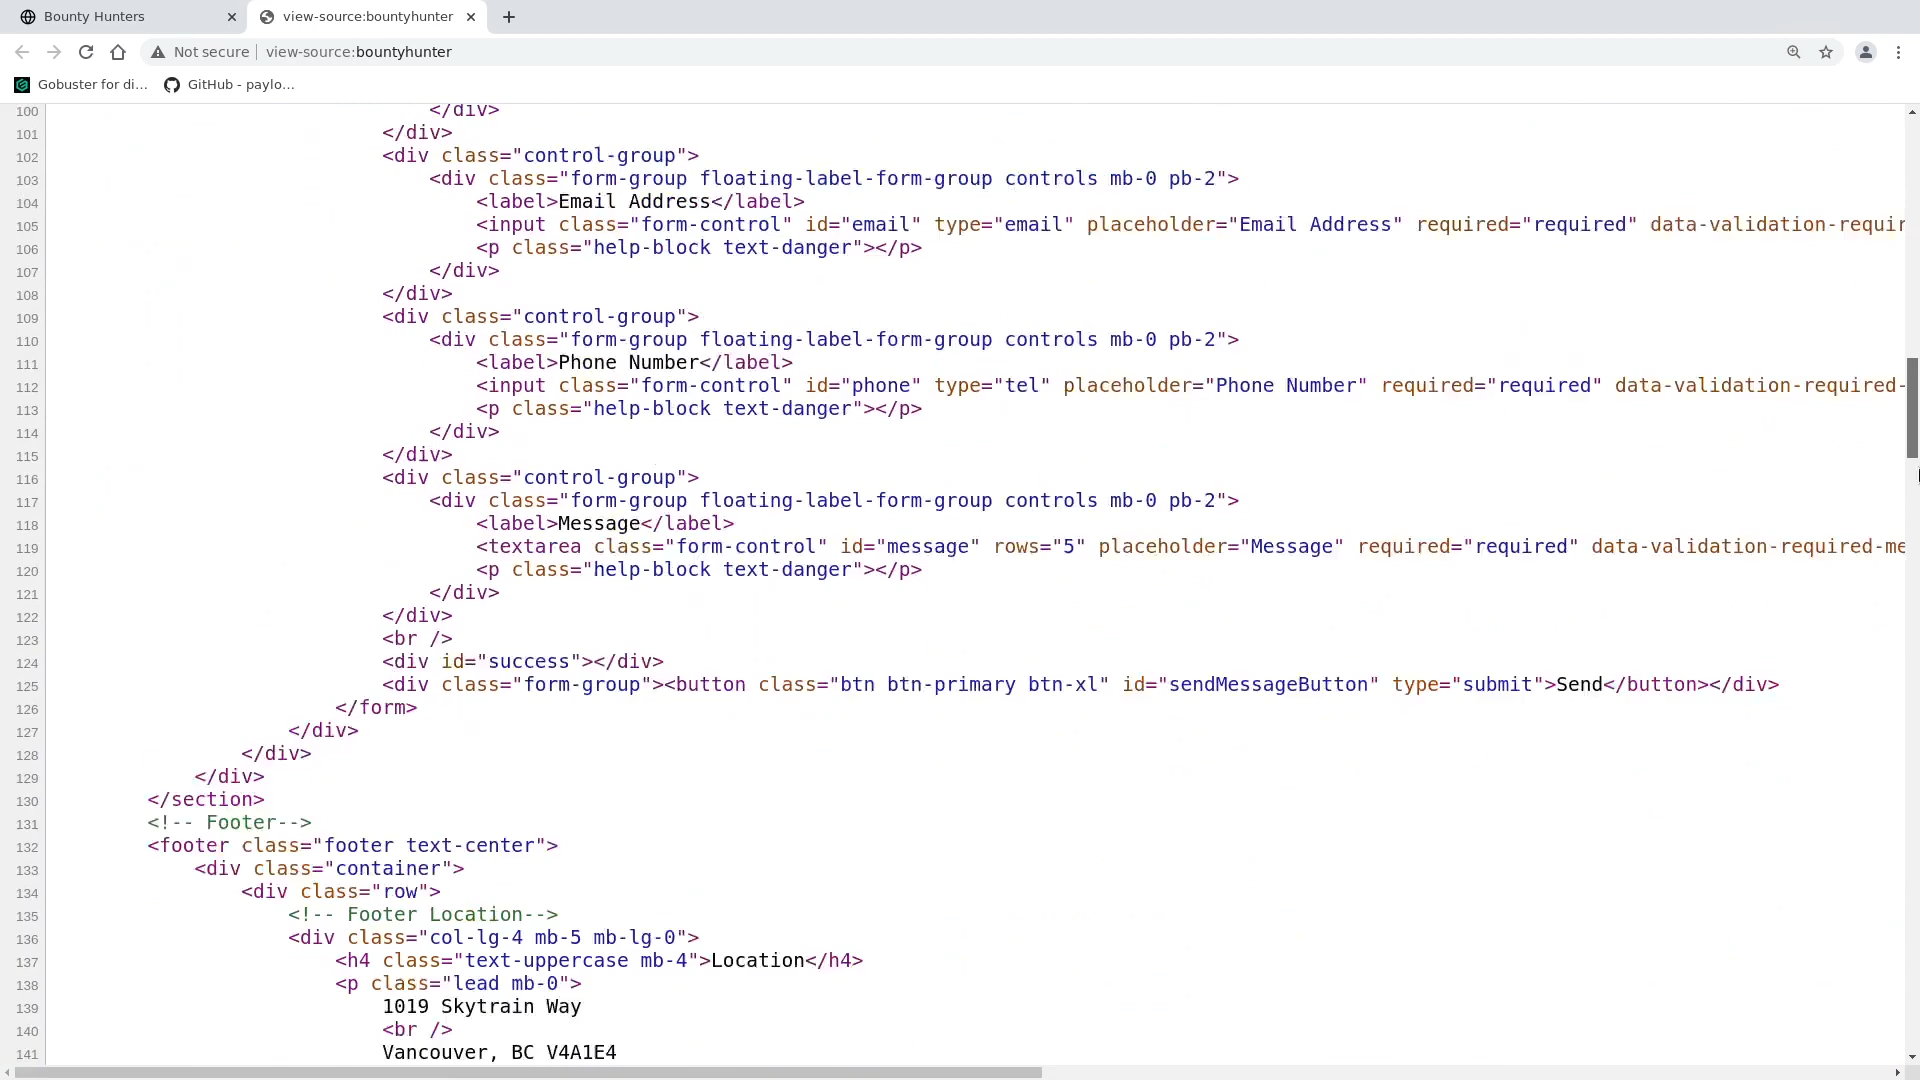 Bounty Hunters
view-source:bountyhunter
Not secure view-source:bountyhunter
Gobuster for di... GitHub - paylo...
100 </div>
101 </div>
102 <div class="control-group">
103 <div class="form-group floating-label-form-group controls mb-0 pb-2">
104 <label>Email Address</label>
105 <input class="form-control" id="email" type="email" placeholder="Email Address" required="required" data-validation-requir
106 <p class="help-block text-danger"></p>
107 </div>
108 </div>
109 <div class="control-group">
110 <div class="form-group floating-label-form-group controls mb-0 pb-2">
111 <label>Phone Number</label>
112 <input class="form-control" id="phone" type="tel" placeholder="Phone Number" required="required" data-validation-required-
113 <p class="help-block text-danger"></p>
114 </div>
115 </div>
116 <div class="control-group">
117 <div class="form-group floating-label-form-group controls mb-0 pb-2">
118 <label>Message</label>
119 <textarea class="form-control" id="message" rows="5" placeholder="Message" required="required" data-validation-required-me
120 <p class="help-block text-danger"></p>
121 </div>
122 </div>
123 <br />
124 <div id="success"></div>
125 <div class="form-group"><button class="btn btn-primary btn-xl" id="sendMessageButton" type="submit">Send</button></div>
126 </form>
127 </div>
128 </div>
129 </div>
130 </section>
131 <!-- Footer-->
132 <footer class="footer text-center">
133 <div class="container">
134 <div class="row">
135 <!-- Footer Location-->
136 <div class="col-lg-4 mb-5 mb-lg-0">
137 <h4 class="text-uppercase mb-4">Location</h4>
138 <p class="lead mb-0">
139 1019 Skytrain Way
140 <br />
141 Vancouver, BC V4A1E4